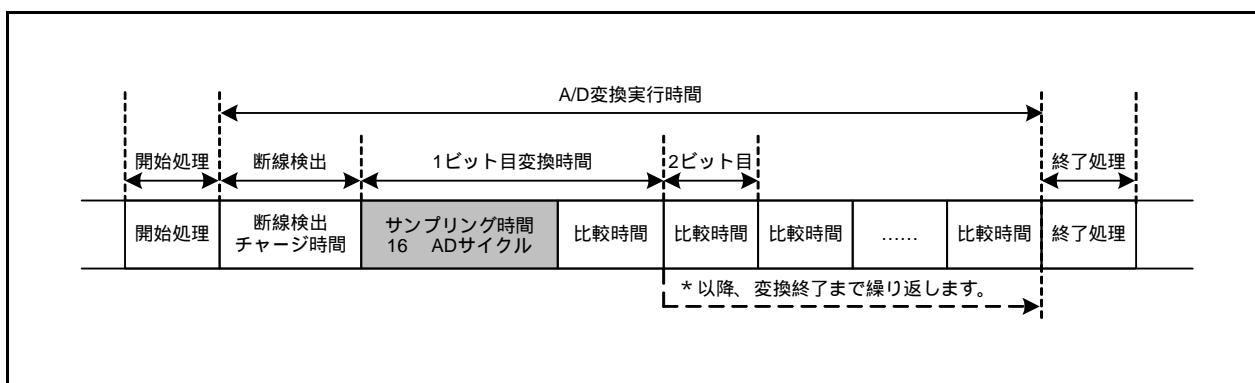 A/D変換実行時間
開始処理
断線検出
1ビット目変換時間
2ビット目
終了処理
開始処理
断線検出
チャージ時間
サンプリング時間
16 ADサイクル
比較時間
比較時間
比較時間
……
比較時間
終了処理
*以降、変換終了まで繰り返します。